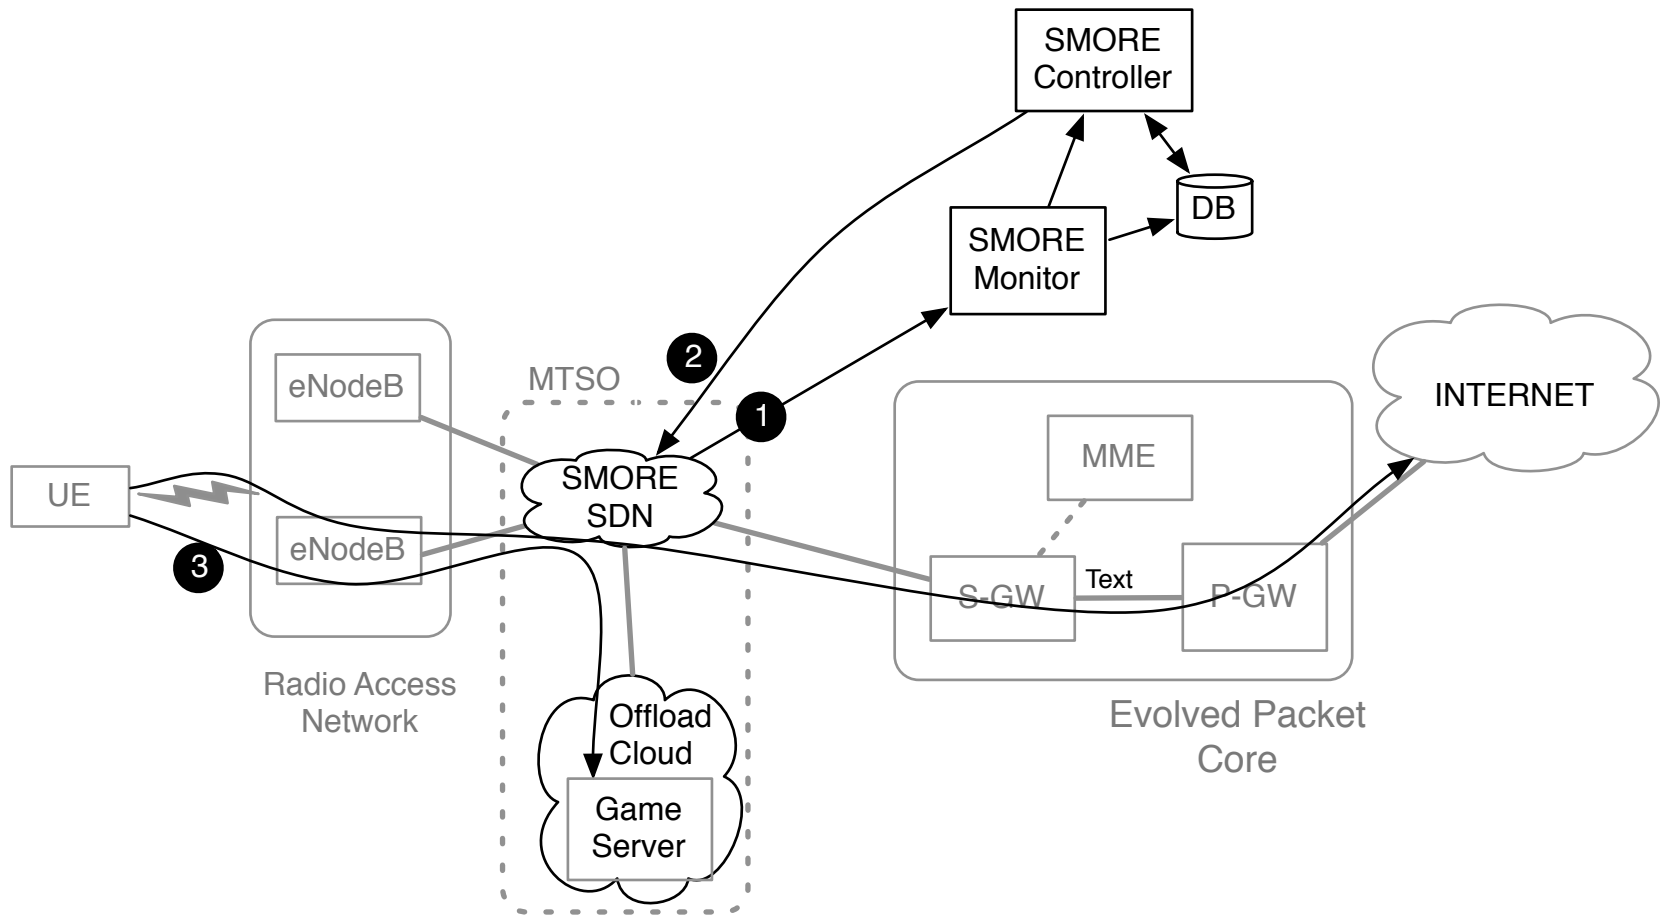 SMORE
Controller
DB
SMORE
Monitor
2
MTSO
1
eNodeB
INTERNET
MME
UE
SMORE
SDN
eNodeB
3
Text
S-GW
P-GW
Radio Access
Network
Offload
Cloud
Evolved Packet
Core
Game
Server